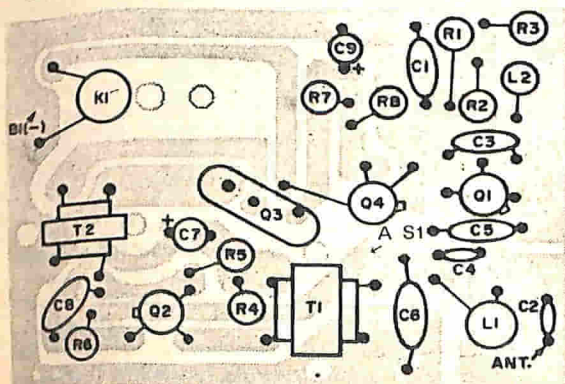 C9 C1 R1 R3
K1 R7 R8 R2 L2
B1(-)
C3
Q3 Q4 Q1
T2 C7 A S1 C5
R5 C4
C8 Q2 R4 T1 C6 L1 C2
R6 ANT.
+
+